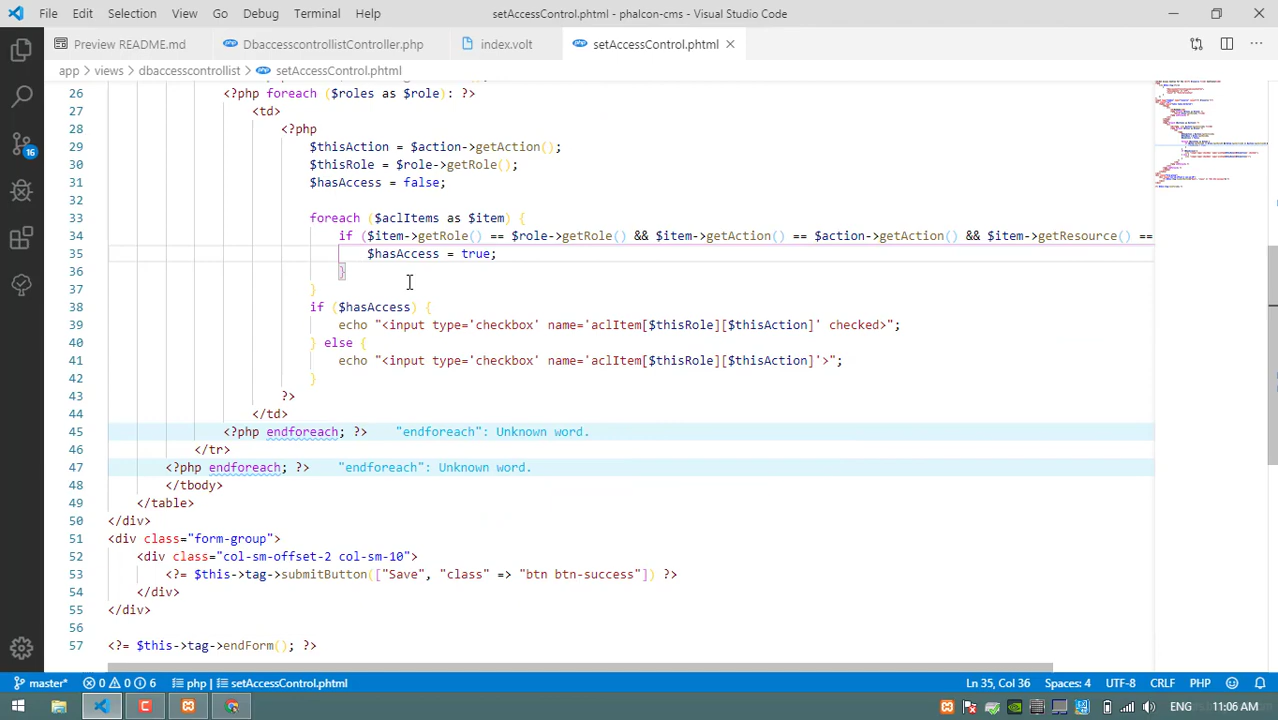 File Edit Selection View Go Debug Terminal Help
setAccessControl.phtml - phalcon-cms - Visual Studio Code
Preview README.md DbaccesscontrollistController.php index.volt setAccessControl.phtml
app > views > dbaccesscontrollist > setAccessControl.phtml
26 <?php foreach ($roles as $role): ?>
27 <td>
28 <?php
29 $thisAction = $action->getAction();
30 $thisRole = $role->getRole();
31 $hasAccess = false;
32
33 foreach ($aclItems as $item) {
34 if ($item->getRole() == $role->getRole() && $item->getAction() == $action->getAction() && $item->getResource() ==
35 $hasAccess = true;
36 }
37 }
38 if ($hasAccess) {
39 echo "<input type='checkbox' name='aclItem[$thisRole][$thisAction]' checked>";
40 } else {
41 echo "<input type='checkbox' name='aclItem[$thisRole][$thisAction]'>";
42 }
43 ?>
44 </td>
45 <?php endforeach; ?> "endforeach": Unknown word.
46 </tr>
47 <?php endforeach; ?> "endforeach": Unknown word.
48 </tbody>
49 </table>
50 </div>
51 <div class="form-group">
52 <div class="col-sm-offset-2 col-sm-10">
53 <?= $this->tag->submitButton(["Save", "class" => "btn btn-success"]) ?>
54 </div>
55 </div>
56
57 <?= $this->tag->endForm(); ?>
16
master* 0 0 6 php | setAccessControl.phtml Ln 35, Col 36 Spaces: 4 UTF-8 CRLF PHP
ENG 11:06 AM